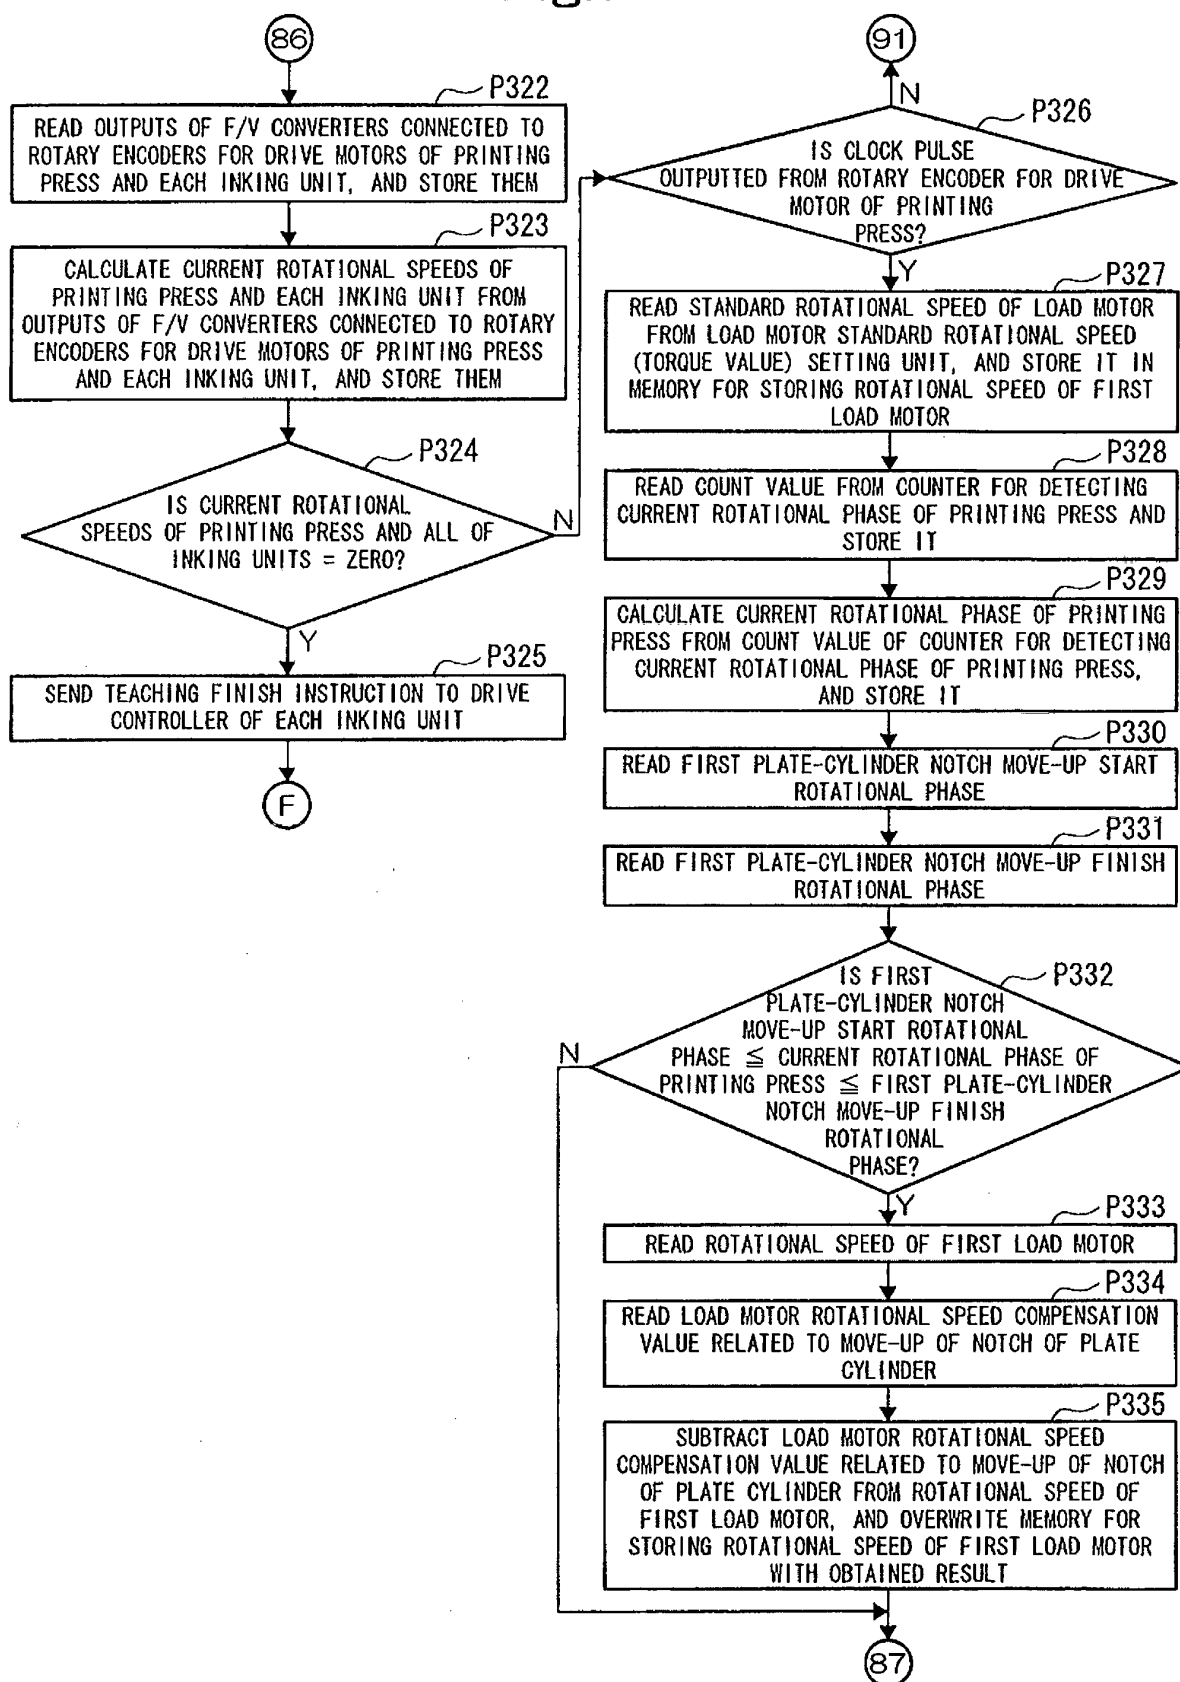 86
P322
READ OUTPUTS OF F/V CONVERTERS CONNECTED TO
ROTARY ENCODERS FOR DRIVE MOTORS OF PRINTING
PRESS AND EACH INKING UNIT, AND STORE THEM
P323
CALCULATE CURRENT ROTATIONAL SPEEDS OF
PRINTING PRESS AND EACH INKING UNIT FROM
OUTPUTS OF F/V CONVERTERS CONNECTED TO ROTARY
ENCODERS FOR DRIVE MOTORS OF PRINTING PRESS
AND EACH INKING UNIT, AND STORE THEM
P324
IS CURRENT ROTATIONAL
SPEEDS OF PRINTING PRESS AND ALL OF
INKING UNITS = ZERO?
N
Y
P325
SEND TEACHING FINISH INSTRUCTION TO DRIVE
CONTROLLER OF EACH INKING UNIT
F
91
N
P326
IS CLOCK PULSE
OUTPUTTED FROM ROTARY ENCODER FOR DRIVE
MOTOR OF PRINTING
PRESS?
Y
P327
READ STANDARD ROTATIONAL SPEED OF LOAD MOTOR
FROM LOAD MOTOR STANDARD ROTATIONAL SPEED
(TORQUE VALUE) SETTING UNIT, AND STORE IT IN
MEMORY FOR STORING ROTATIONAL SPEED OF FIRST
LOAD MOTOR
P328
READ COUNT VALUE FROM COUNTER FOR DETECTING
CURRENT ROTATIONAL PHASE OF PRINTING PRESS AND
STORE IT
P329
CALCULATE CURRENT ROTATIONAL PHASE OF PRINTING
PRESS FROM COUNT VALUE OF COUNTER FOR DETECTING
CURRENT ROTATIONAL PHASE OF PRINTING PRESS,
AND STORE IT
P330
READ FIRST PLATE-CYLINDER NOTCH MOVE-UP START
ROTATIONAL PHASE
P331
READ FIRST PLATE-CYLINDER NOTCH MOVE-UP FINISH
ROTATIONAL PHASE
P332
IS FIRST
PLATE-CYLINDER NOTCH
MOVE-UP START ROTATIONAL
PHASE ≦ CURRENT ROTATIONAL PHASE OF
PRINTING PRESS ≦ FIRST PLATE-CYLINDER
NOTCH MOVE-UP FINISH
ROTATIONAL
PHASE?
N
Y
P333
READ ROTATIONAL SPEED OF FIRST LOAD MOTOR
P334
READ LOAD MOTOR ROTATIONAL SPEED COMPENSATION
VALUE RELATED TO MOVE-UP OF NOTCH OF PLATE
CYLINDER
P335
SUBTRACT LOAD MOTOR ROTATIONAL SPEED
COMPENSATION VALUE RELATED TO MOVE-UP OF NOTCH
OF PLATE CYLINDER FROM ROTATIONAL SPEED OF
FIRST LOAD MOTOR, AND OVERWRITE MEMORY FOR
STORING ROTATIONAL SPEED OF FIRST LOAD MOTOR
WITH OBTAINED RESULT
87